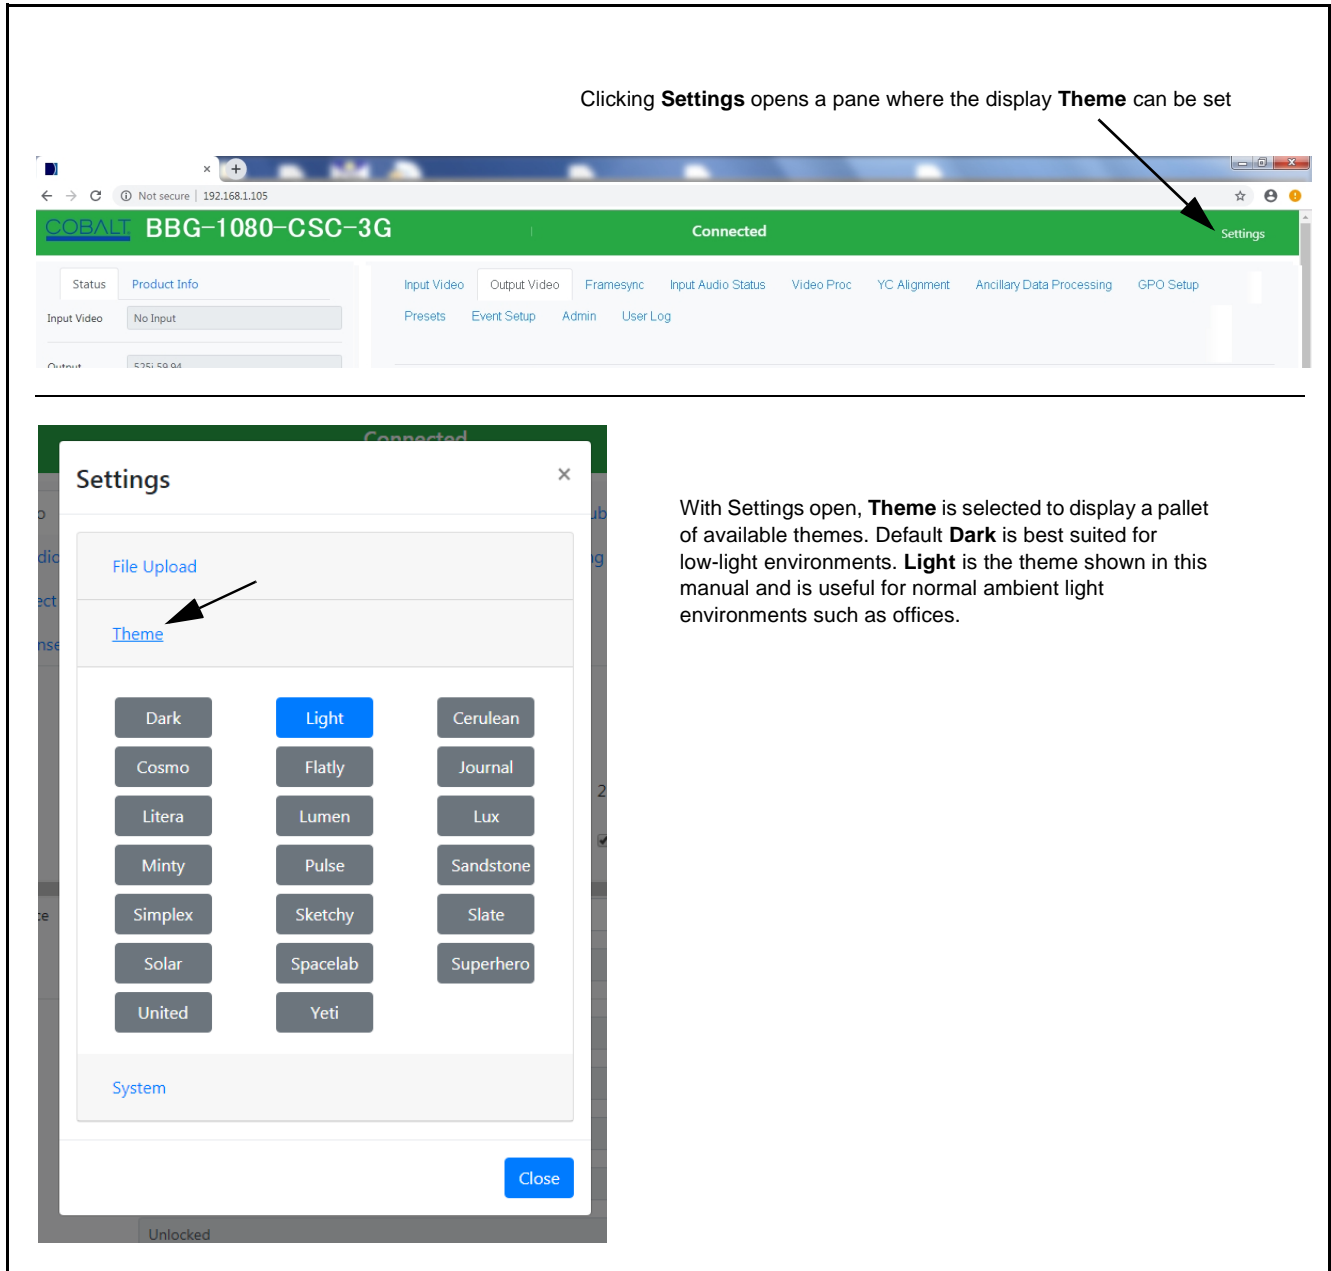 Clicking Settings opens a pane where the display Theme can be set
Not secure | 192.168.1.105
COBALT BBG-1080-CSC-3G
Connected
Settings
Status Product Info
Input Video No Input
Output 525i 59.94
Input Video Output Video Framesync Input Audio Status Video Proc YC Alignment Ancillary Data Processing GPO Setup
Presets Event Setup Admin User Log
Connected
Settings ×
File Upload
Theme
Dark Light Cerulean
Cosmo Flatly Journal
Litera Lumen Lux
Minty Pulse Sandstone
Simplex Sketchy Slate
Solar Spacelab Superhero
United Yeti
System
Close
Unlocked
With Settings open, Theme is selected to display a pallet
of available themes. Default Dark is best suited for
low-light environments. Light is the theme shown in this
manual and is useful for normal ambient light
environments such as offices.